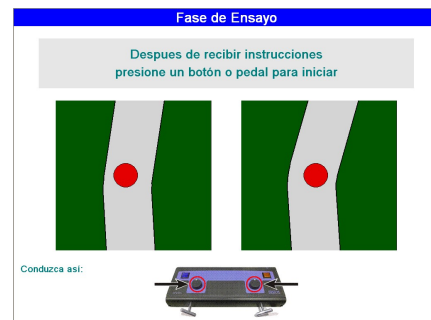 Fase de Ensayo
Despues de recibir instrucciones
presione un botón o pedal para iniciar
Conduzca así: